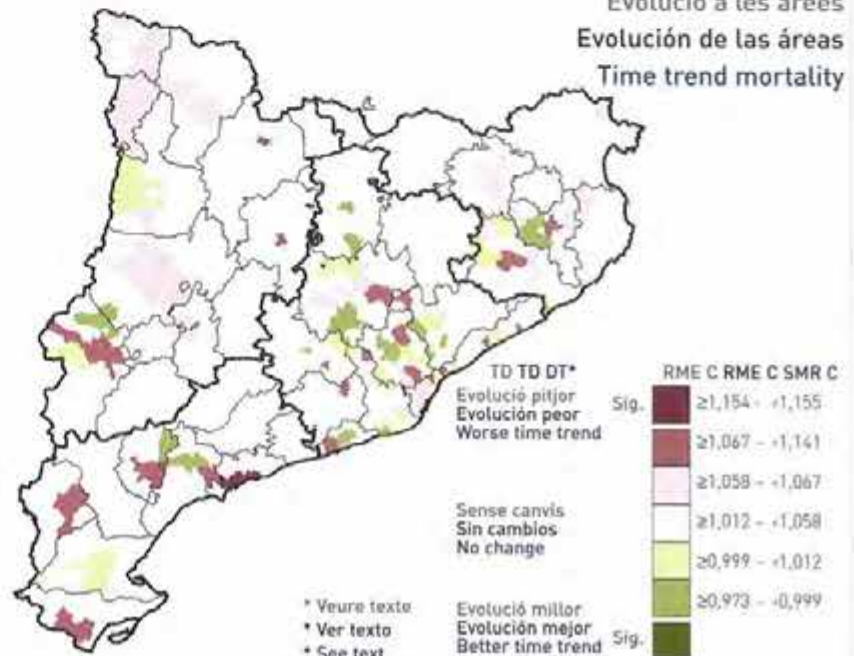 Evolució a les àrees
Evolución de las áreas
Time trend mortality
TD TD DT*
Evolució pitjor
Evolución peor
Worse time trend
Sense canvis
Sin cambios
No change
Evolució millor
Evolución mejor
Better time trend
RME C RME C SMR C
Sig. ≥1,154 - <1,155
≥1,067 - <1,141
≥1,058 - <1,067
≥1,012 - <1,058
≥0,999 - <1,012
≥0,973 - <0,999
Sig.
* Veure texte
* Ver texto
* See text